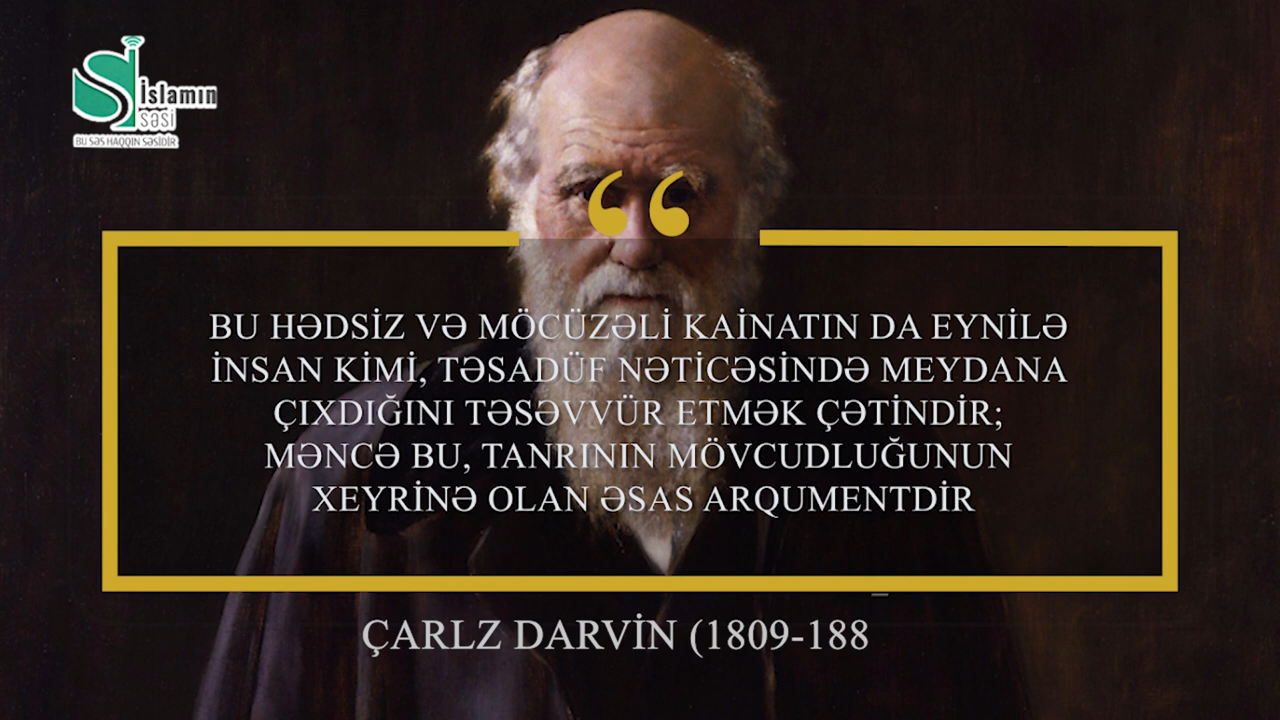 İslamın
səsi
BU SƏS HAQQIN SƏSİDİR
BU HƏDSİZ VƏ MÖCÜZƏLİ KAİNATIN DA EYNİLƏ
İNSAN KİMİ, TƏSADÜF NƏTİCƏSİNDƏ MEYDANA
ÇIXDIĞINI TƏSƏVVÜR ETMƏK ÇƏTİNDİR;
MƏNCƏ BU, TANRININ MÖVCUDLUĞUNUN
XEYRİNƏ OLAN ƏSAS ARQUMENTDİR
ÇARLZ DARVİN (1809-188